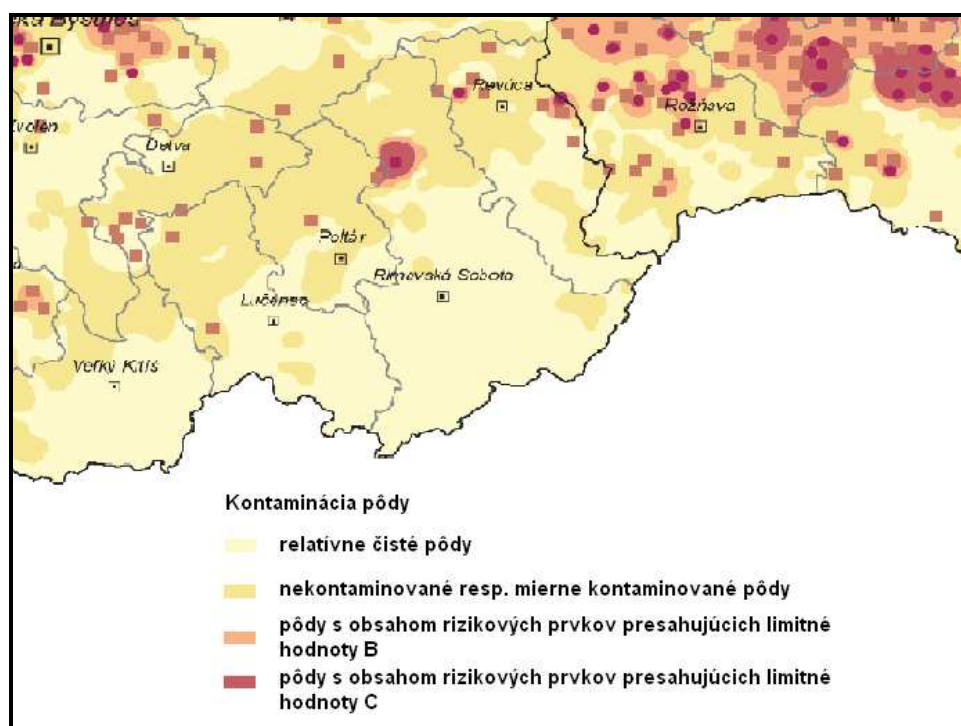 Revúca
Rožňava
Detva
Poltár
Rimavská Sobota
Lučenec
Veľký Krtíš
Kontaminácia pôdy
relatívne čisté pôdy
nekontaminované resp. mierne kontaminované pôdy
pôdy s obsahom rizikových prvkov presahujúcich limitné
hodnoty B
pôdy s obsahom rizikových prvkov presahujúcich limitné
hodnoty C